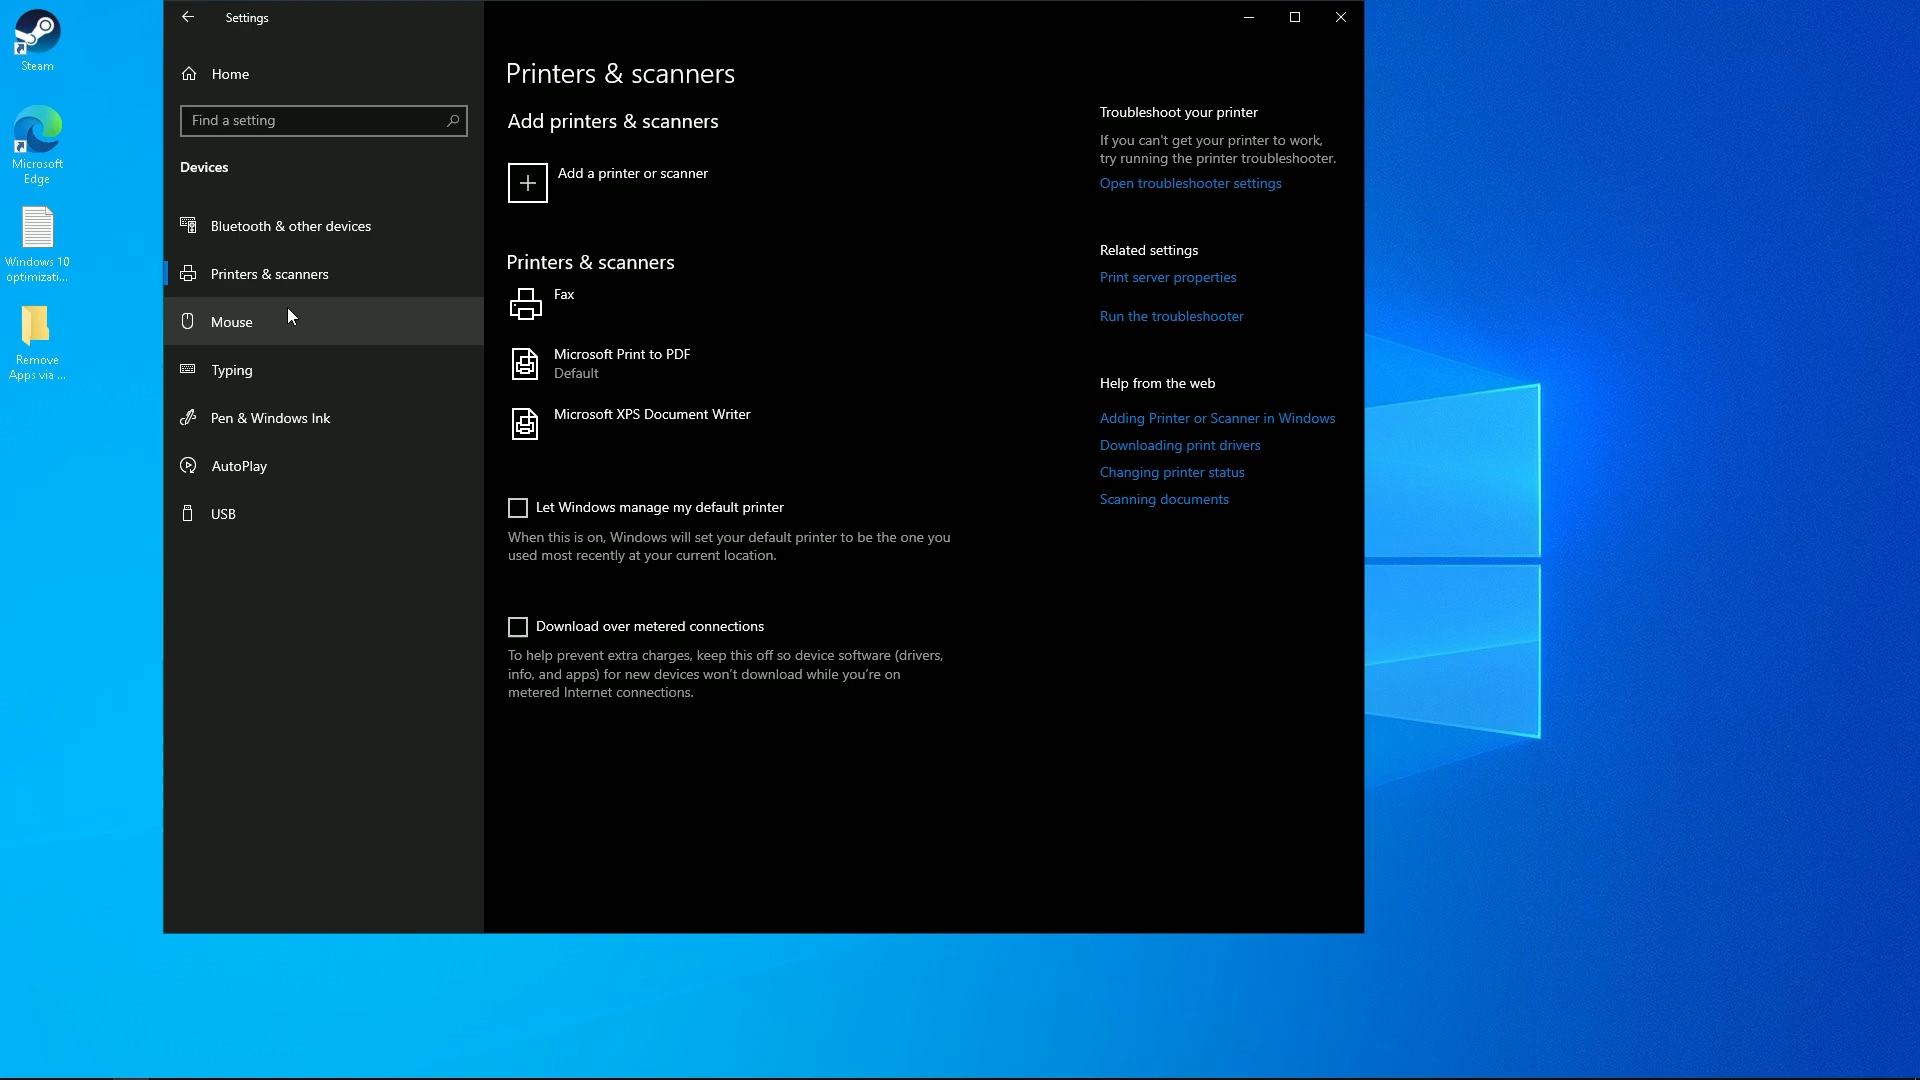 Steam
Microsoft
Edge
Windows 10
optimizati...
Remove
Apps via ...
Settings
Home
Find a setting
Devices
Bluetooth & other devices
Printers & scanners
Mouse
Typing
Pen & Windows Ink
AutoPlay
USB
Printers & scanners
Add printers & scanners
Add a printer or scanner
Printers & scanners
Fax
Microsoft Print to PDF
Default
Microsoft XPS Document Writer
Let Windows manage my default printer
When this is on, Windows will set your default printer to be the one you
used most recently at your current location.
Download over metered connections
To help prevent extra charges, keep this off so device software (drivers,
info, and apps) for new devices won't download while you're on
metered Internet connections.
Troubleshoot your printer
If you can't get your printer to work,
try running the printer troubleshooter.
Open troubleshooter settings
Related settings
Print server properties
Run the troubleshooter
Help from the web
Adding Printer or Scanner in Windows
Downloading print drivers
Changing printer status
Scanning documents